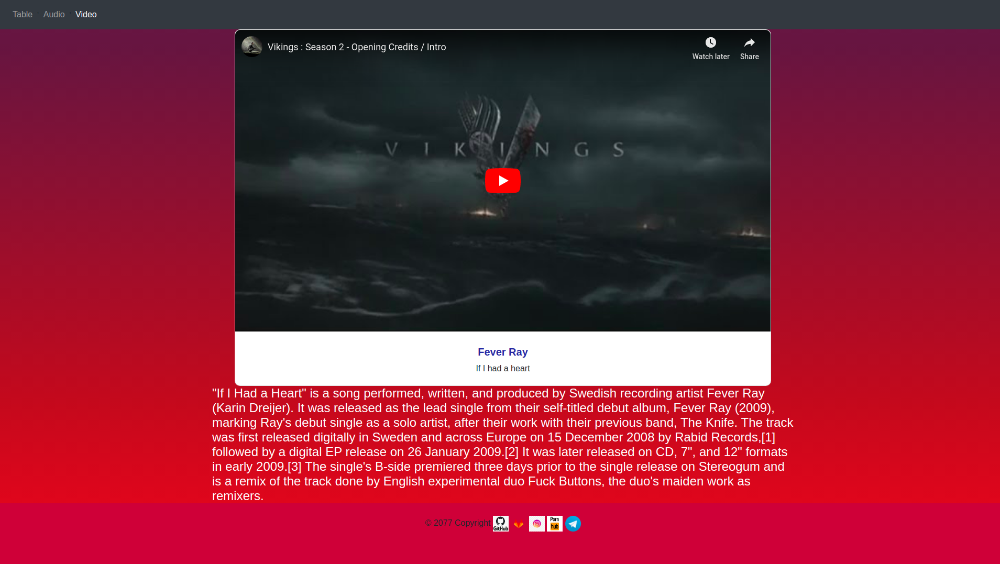 Table Audio Video
Vikings : Season 2 - Opening Credits / Intro
Watch later Share
VIKINGS
Fever Ray
If I had a heart
"If I Had a Heart" is a song performed, written, and produced by Swedish recording artist Fever Ray
(Karin Dreijer). It was released as the lead single from their self-titled debut album, Fever Ray (2009),
marking Ray's debut single as a solo artist, after their work with their previous band, The Knife. The track
was first released digitally in Sweden and across Europe on 15 December 2008 by Rabid Records,[1]
followed by a digital EP release on 26 January 2009.[2] It was later released on CD, 7", and 12" formats
in early 2009.[3] The single's B-side premiered three days prior to the single release on Stereogum and
is a remix of the track done by English experimental duo Fuck Buttons, the duo's maiden work as
remixers.
© 2077 Copyright GitHub Porn hub